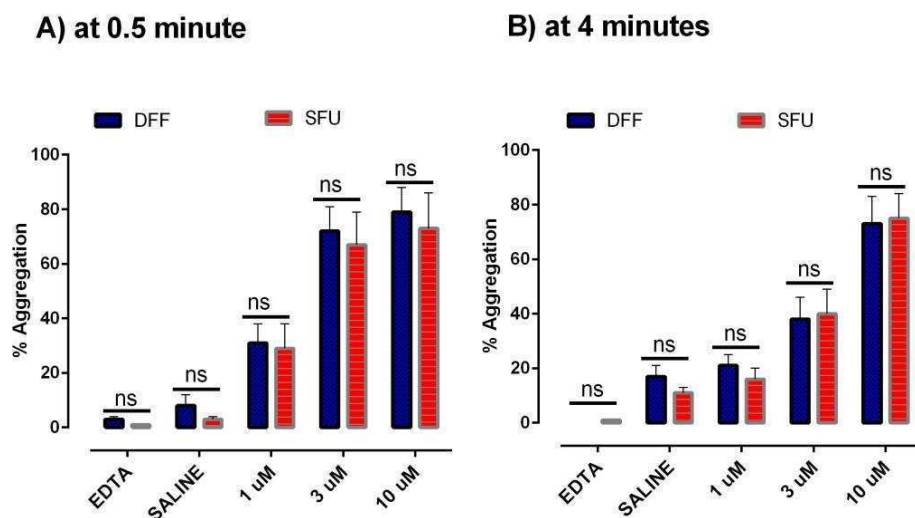 A) at 0.5 minute
DFF SFU
% Aggregation
100
80
60
40
20
0
ns
ns
ns
ns
ns
EDTA
SALINE
1 uM
3 uM
10 uM
B) at 4 minutes
DFF SFU
% Aggregation
100
80
60
40
20
0
ns
ns
ns
ns
ns
EDTA
SALINE
1 uM
3 uM
10 uM